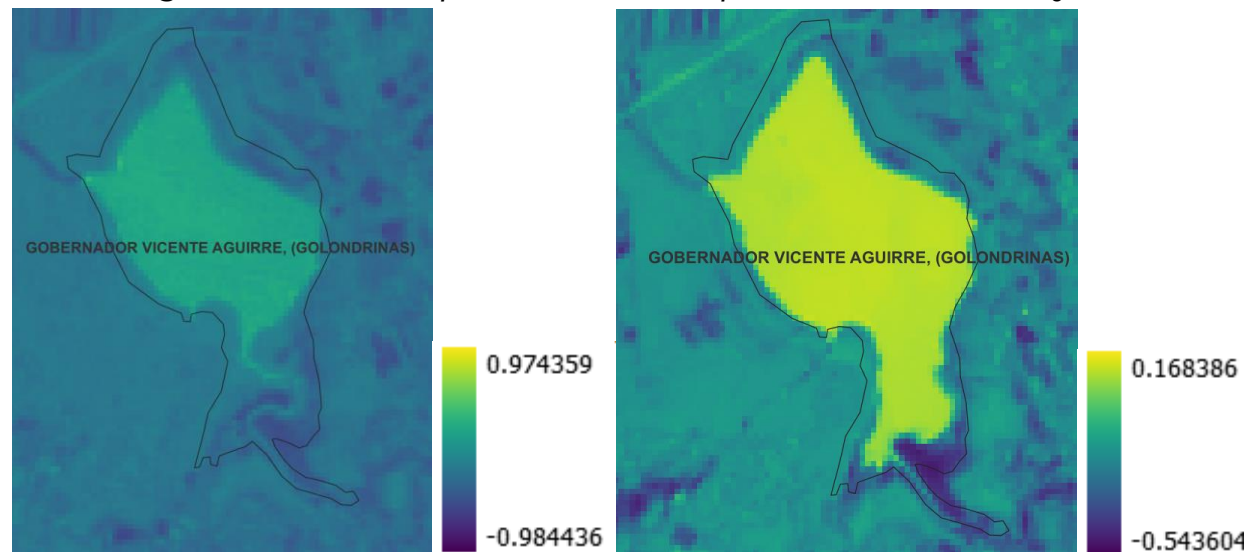 GOBERNADOR VICENTE AGUIRRE, (GOLONDRINAS)
0.974359
-0.984436
GOBERNADOR VICENTE AGUIRRE, (GOLONDRINAS)
0.168386
-0.543604